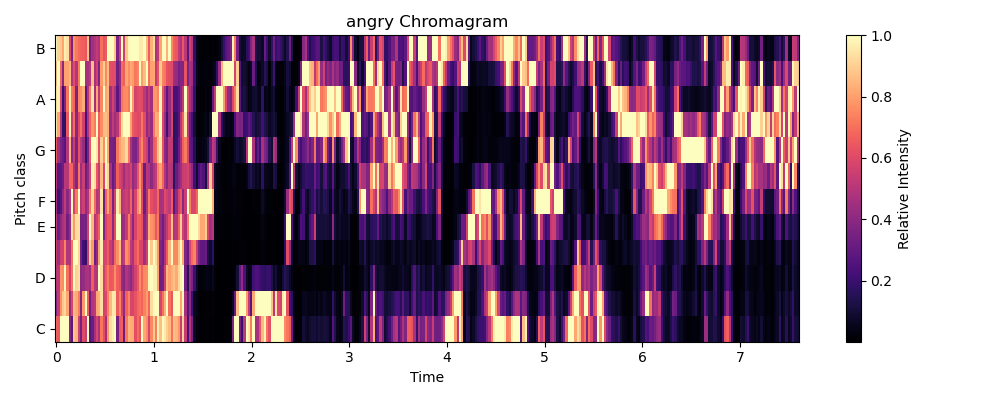 angry Chromagram
B
A
G
F
E
D
C
Pitch class
0 1 2 3 4 5 6 7
Time
1.0
0.8
0.6
0.4
0.2
Relative Intensity